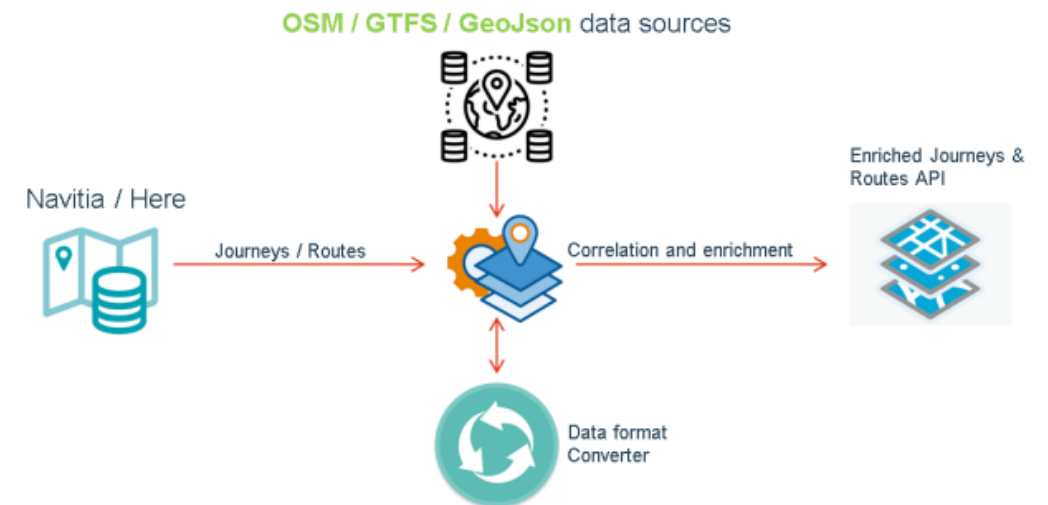 OSM / GTFS / GeoJson data sources
Enriched Journeys &
Routes API
Navitia / Here
Journeys / Routes
Correlation and enrichment
Data format
Converter